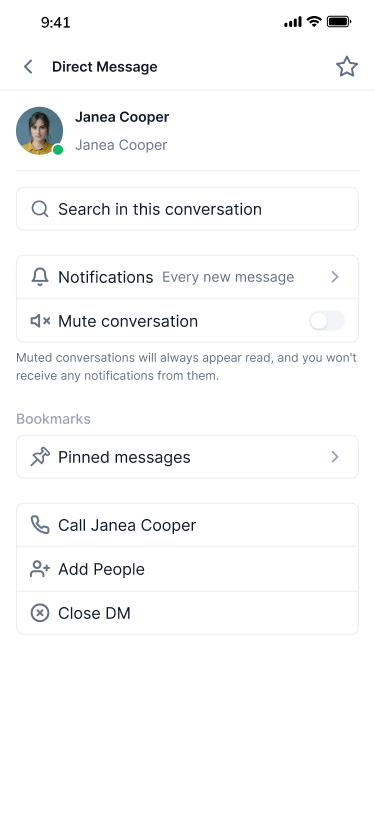 9:41
Direct Message
Janea Cooper
Janea Cooper
Search in this conversation
Notifications Every new message
Mute conversation
Muted conversations will always appear read, and you won't
receive any notifications from them.
Bookmarks
Pinned messages
Call Janea Cooper
Add People
Close DM